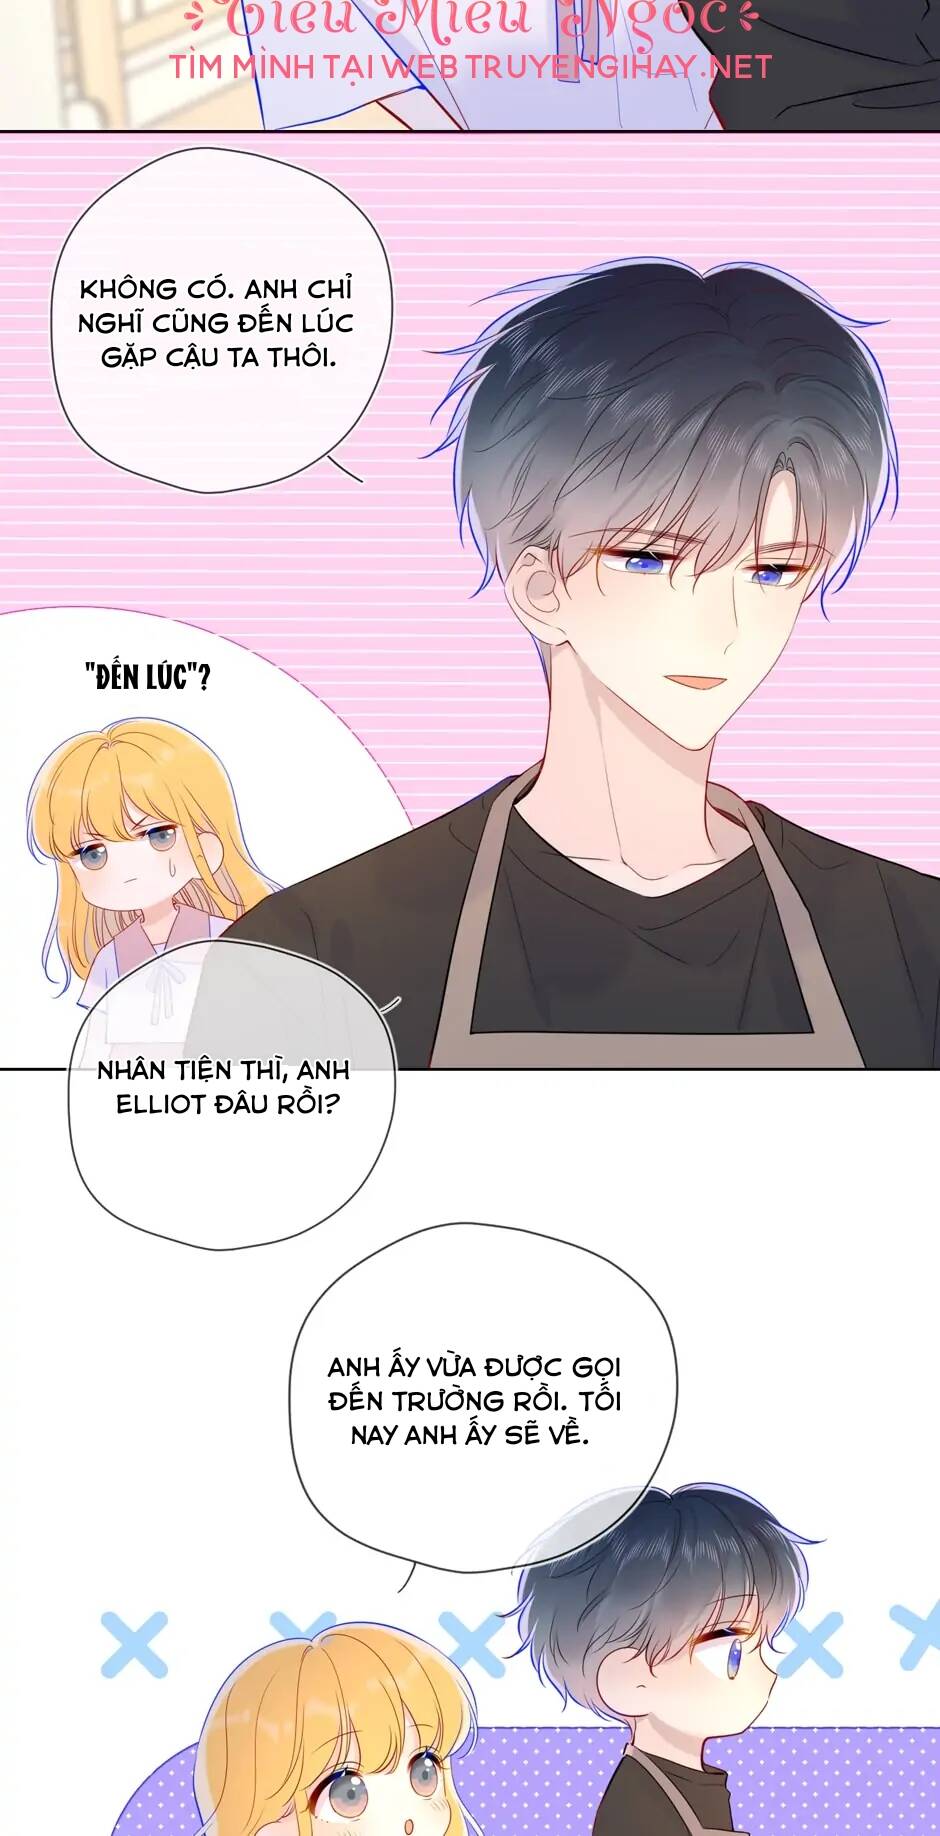 Tiểu Miêu Ngọc
TÌM MÌNH TẠI WEB TRUYENGIHAY.NET
KHÔNG CÓ. ANH CHỈ
NGHĨ CŨNG ĐẾN LÚC
GẶP CẬU TA THÔI.
"ĐẾN LÚC"?
NHÂN TIỆN THÌ, ANH
ELLIOT ĐÂU RỒI?
ANH ẤY VỪA ĐƯỢC GỌI
ĐẾN TRƯỜNG RỒI. TỐI
NAY ANH ẤY SẼ VỀ.